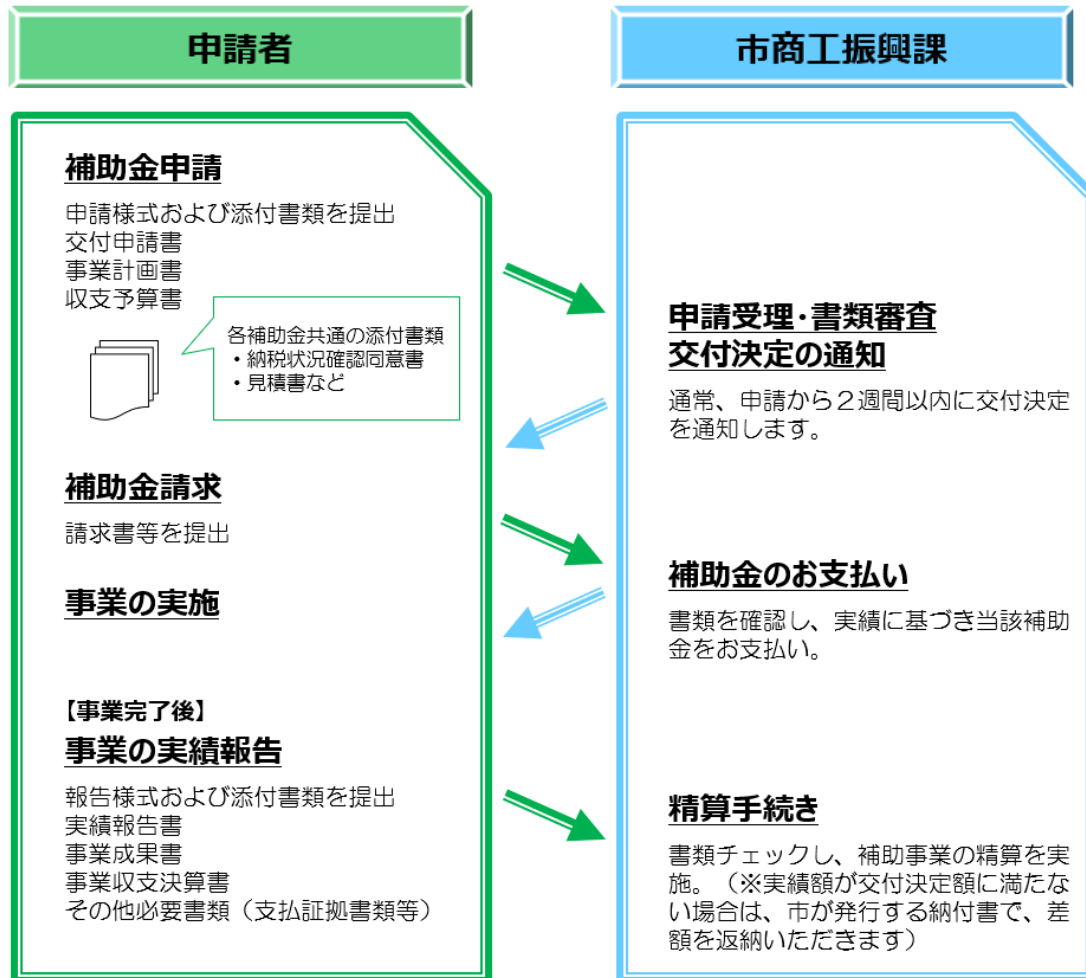 申請者
補助金申請
申請様式および添付書類を提出
交付申請書
事業計画書
収支予算書
各補助金共通の添付書類
・納税状況確認同意書
・見積書など
補助金請求
請求書等を提出
事業の実施
【事業完了後】
事業の実績報告
報告様式および添付書類を提出
実績報告書
事業成果書
事業収支決算書
その他必要書類（支払証拠書類等）
市商工振興課
申請受理・書類審査
交付決定の通知
通常、申請から２週間以内に交付決定
を通知します。
補助金のお支払い
書類を確認し、実績に基づき当該補助
金をお支払い。
精算手続き
書類チェックし、補助事業の精算を実
施。（※実績額が交付決定額に満たな
い場合は、市が発行する納付書で、差
額を返納いただきます）